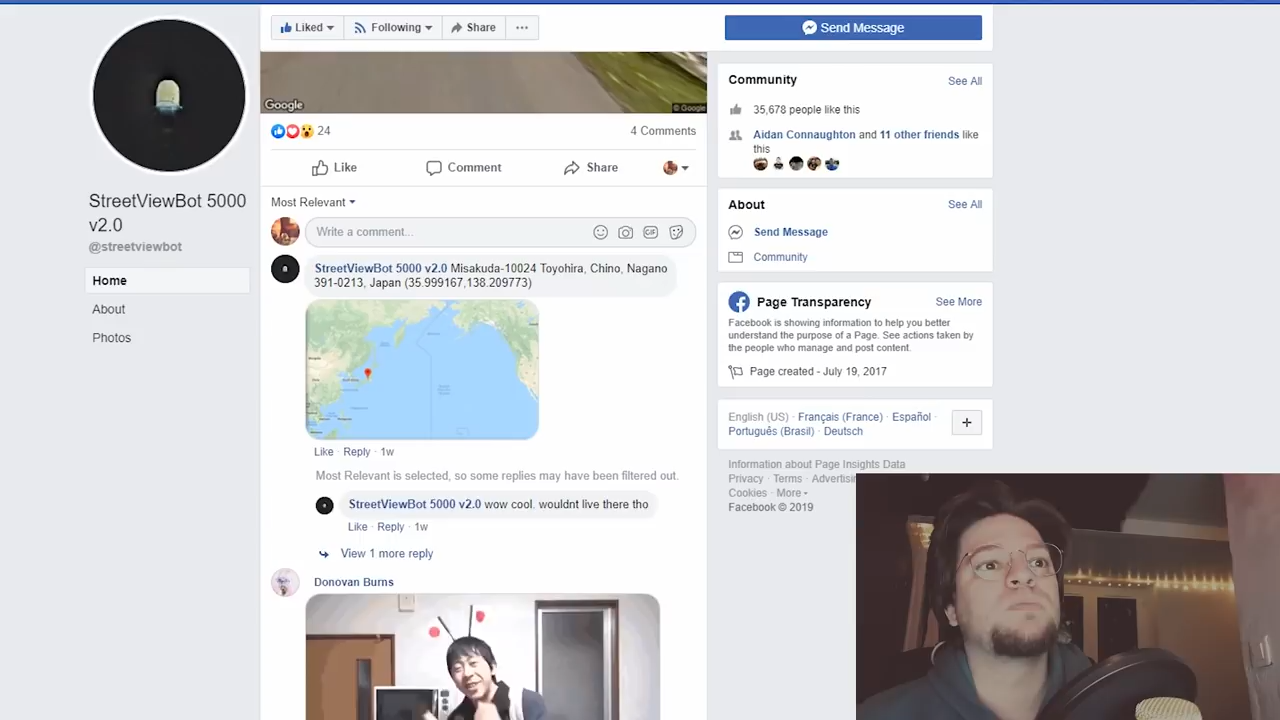 Liked
Following
Share
Send Message
Google
© Google
24
4 Comments
Like
Comment
Share
Most Relevant
Write a comment...
GIF
StreetViewBot 5000 v2.0 Misakuda-10024 Toyohira, Chino, Nagano
391-0213, Japan (35.999167,138.209773)
Like · Reply · 1w
Most Relevant is selected, so some replies may have been filtered out.
StreetViewBot 5000 v2.0 wow cool. wouldnt live there tho
Like · Reply · 1w
View 1 more reply
Donovan Burns
StreetViewBot 5000
v2.0
@streetviewbot
Home
About
Photos
Community
See All
35,678 people like this
Aidan Connaughton and 11 other friends like
this
About
See All
Send Message
Community
Page Transparency
See More
Facebook is showing information to help you better
understand the purpose of a Page. See actions taken by
the people who manage and post content.
Page created - July 19, 2017
English (US) · Français (France) · Español ·
Português (Brasil) · Deutsch
Information about Page Insights Data
Privacy · Terms · Advertisin
Cookies · More
Facebook © 2019